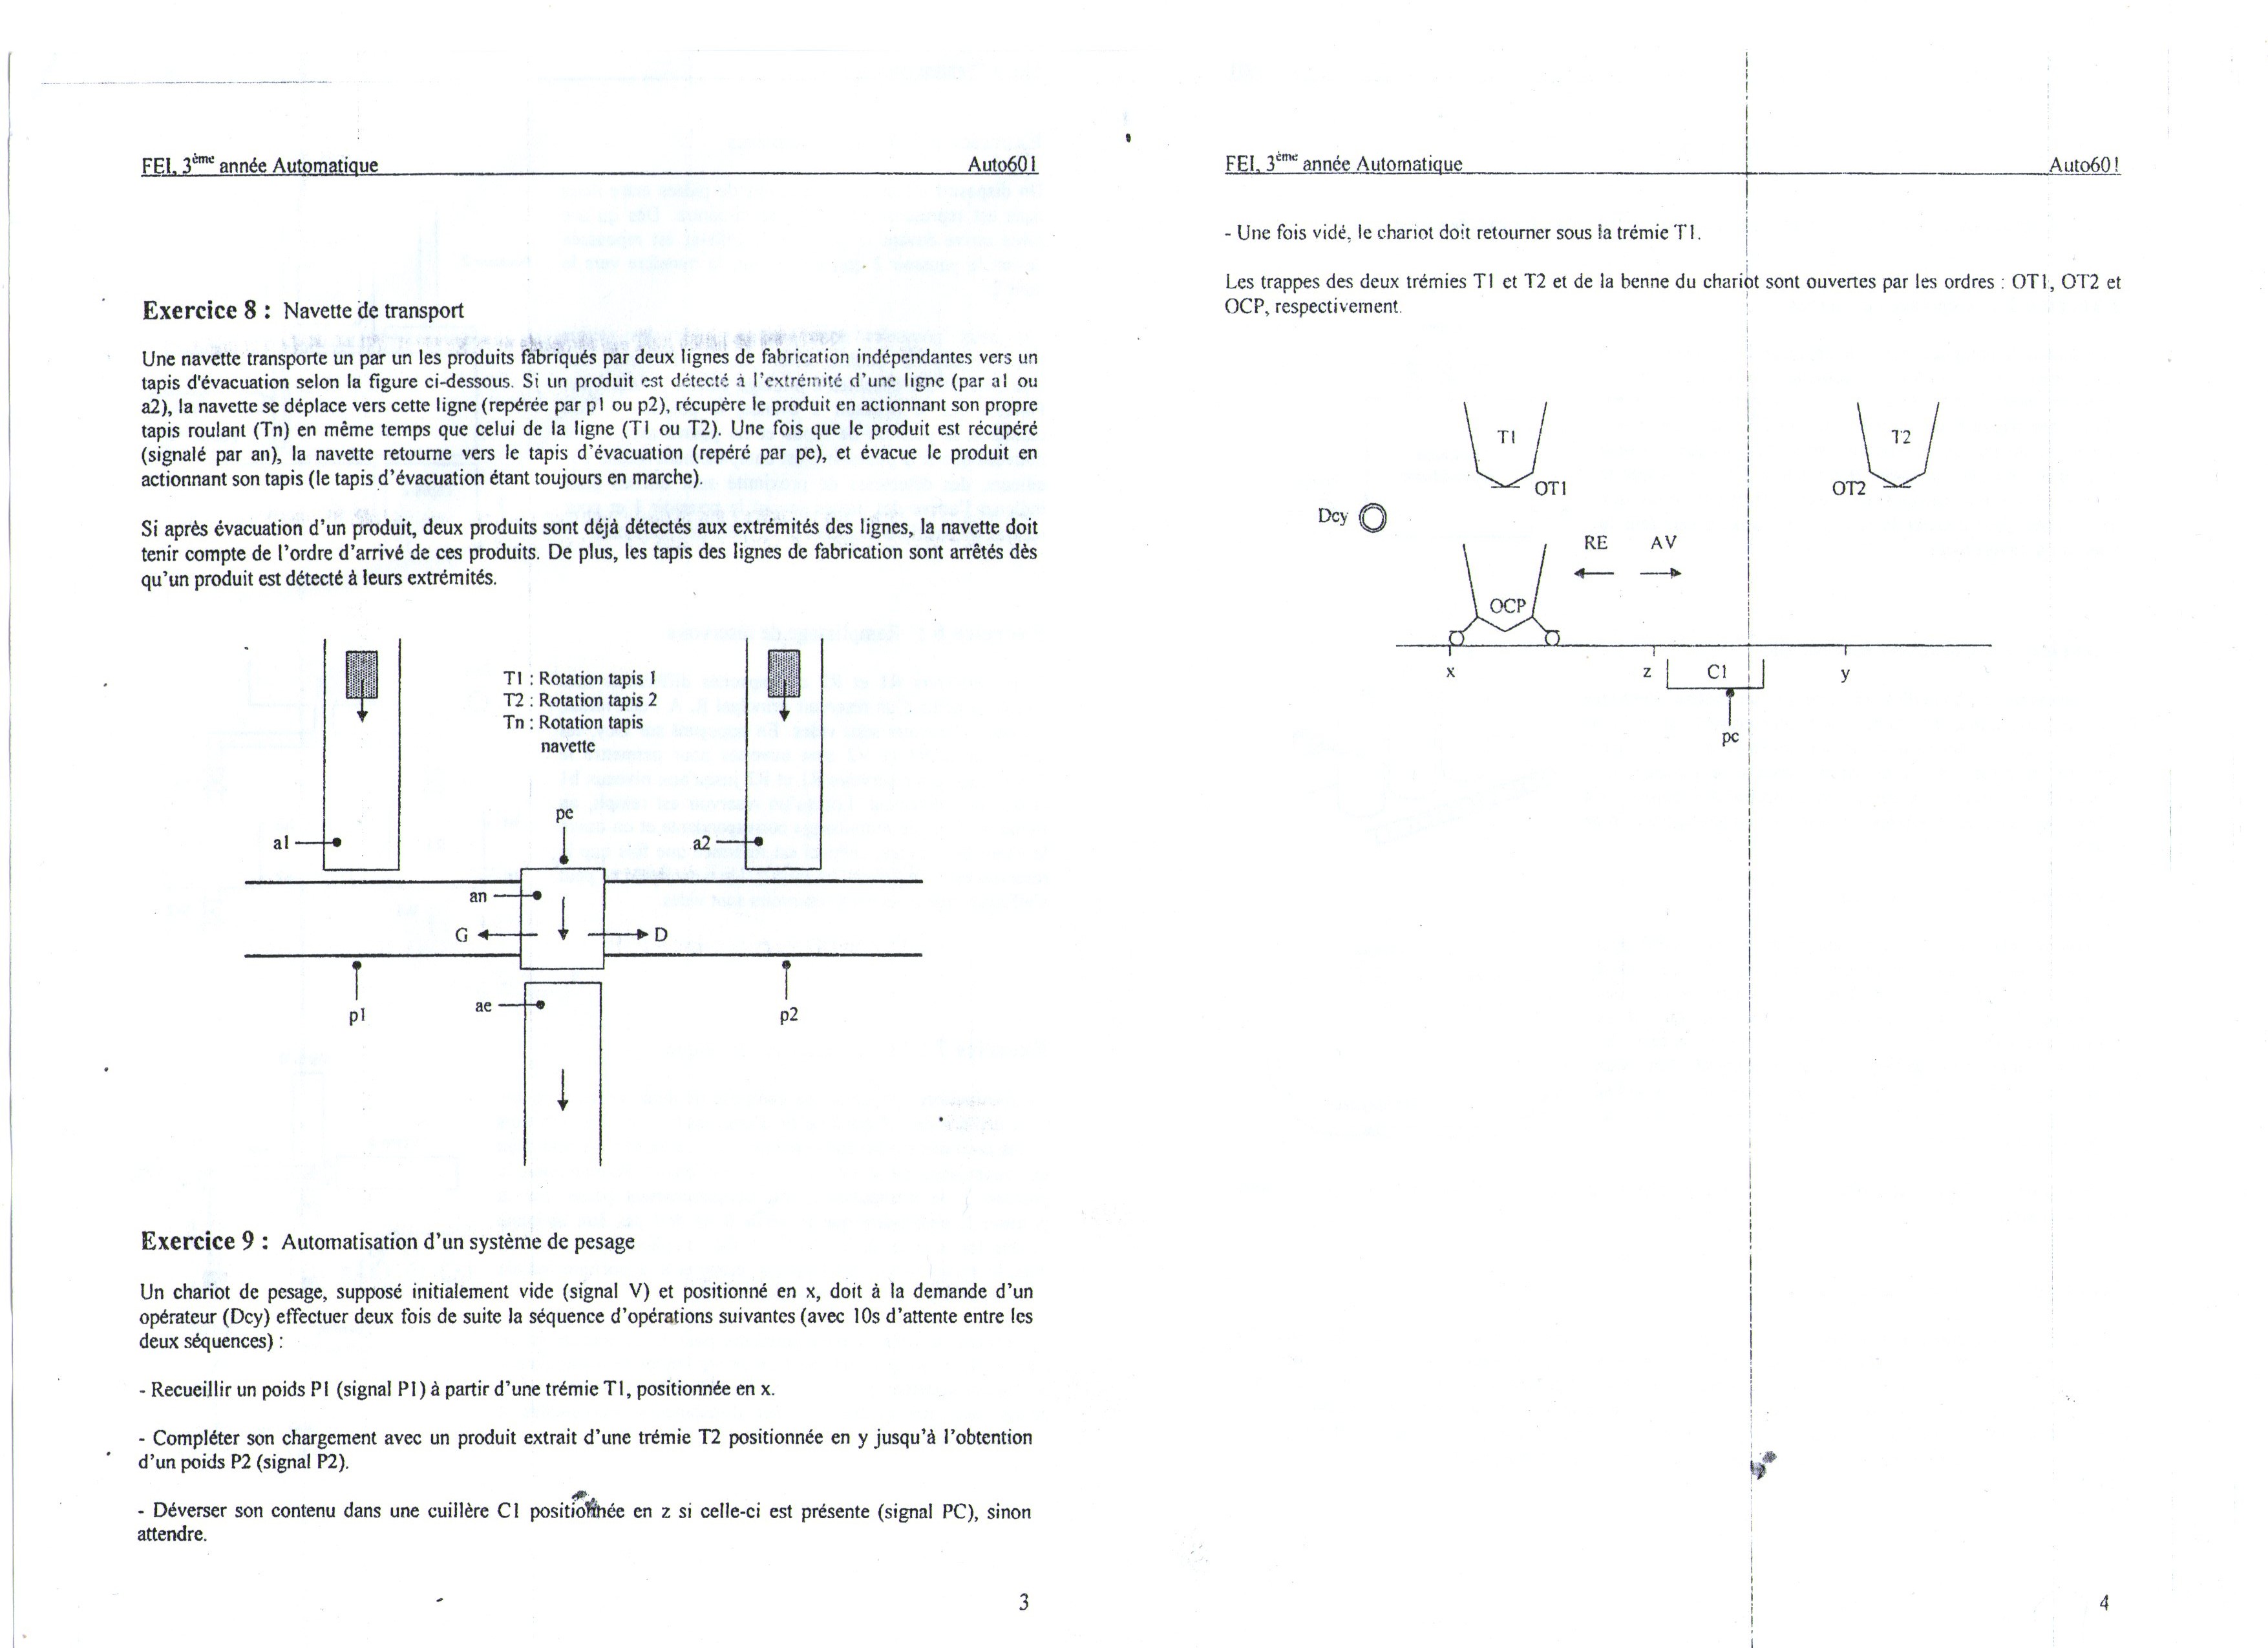 FEI, 3ème année Automatique Auto601
Exercice 8 : Navette de transport
Une navette transporte un par un les produits fabriqués par deux lignes de fabrication indépendantes vers un
tapis d'évacuation selon la figure ci-dessous. Si un produit est détecté à l'extrémité d'une ligne (par a1 ou
a2), la navette se déplace vers cette ligne (repérée par p1 ou p2), récupère le produit en actionnant son propre
tapis roulant (Tn) en même temps que celui de la ligne (T1 ou T2). Une fois que le produit est récupéré
(signalé par an), la navette retourne vers le tapis d'évacuation (repéré par pe), et évacue le produit en
actionnant son tapis (le tapis d'évacuation étant toujours en marche).
Si après évacuation d'un produit, deux produits sont déjà détectés aux extrémités des lignes, la navette doit
tenir compte de l'ordre d'arrivé de ces produits. De plus, les tapis des lignes de fabrication sont arrêtés dès
qu'un produit est détecté à leurs extrémités.
T1 : Rotation tapis 1
T2 : Rotation tapis 2
Tn : Rotation tapis
navette
pe
a1
a2
an
G
D
p1
ae
p2
Exercice 9 : Automatisation d'un système de pesage
Un chariot de pesage, supposé initialement vide (signal V) et positionné en x, doit à la demande d'un
opérateur (Dcy) effectuer deux fois de suite la séquence d'opérations suivantes (avec 10s d'attente entre les
deux séquences) :
- Recueillir un poids P1 (signal P1) à partir d'une trémie T1, positionnée en x.
- Compléter son chargement avec un produit extrait d'une trémie T2 positionnée en y jusqu'à l'obtention
d'un poids P2 (signal P2).
- Déverser son contenu dans une cuillère C1 positionnée en z si celle-ci est présente (signal PC), sinon
attendre.
3
FEI, 3ème année Automatique Auto601
- Une fois vidé, le chariot doit retourner sous la trémie T1.
Les trappes des deux trémies T1 et T2 et de la benne du chariot sont ouvertes par les ordres : OT1, OT2 et
OCP, respectivement.
T1
T2
OT1
OT2
Dcy
RE AV
OCP
x
z
C1
y
pc
4